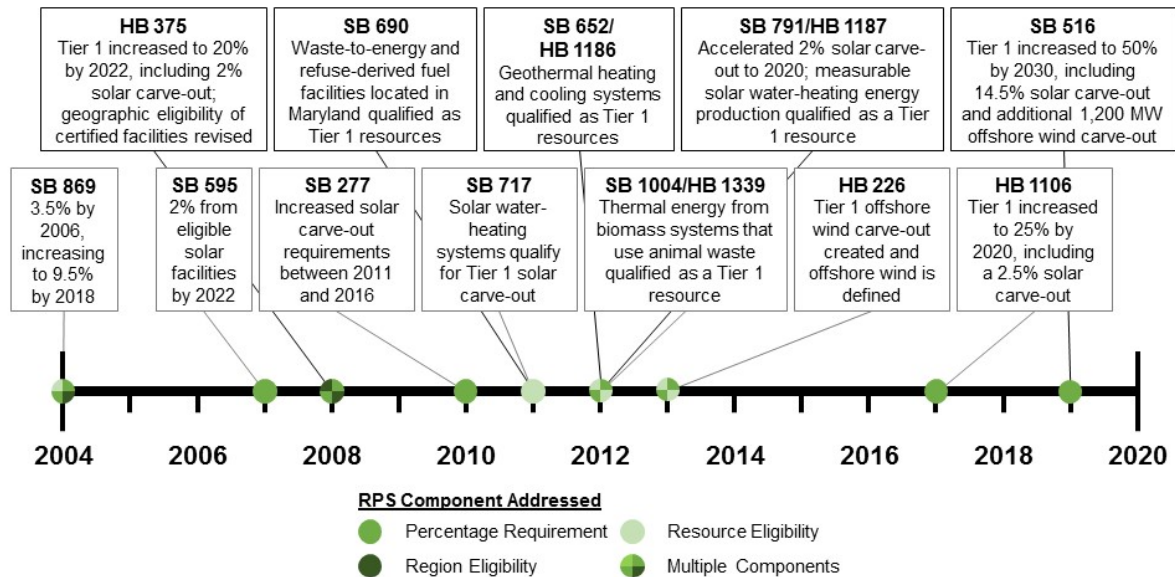 HB 375
Tier 1 increased to 20%
by 2022, including 2%
solar carve-out;
geographic eligibility of
certified facilities revised
SB 690
Waste-to-energy and
refuse-derived fuel
facilities located in
Maryland qualified as
Tier 1 resources
SB 652/
HB 1186
Geothermal heating
and cooling systems
qualified as Tier 1
resources
SB 791/HB 1187
Accelerated 2% solar carve-
out to 2020; measurable
solar water-heating energy
production qualified as a Tier
1 resource
SB 516
Tier 1 increased to 50%
by 2030, including
14.5% solar carve-out
and additional 1,200 MW
offshore wind carve-out
SB 869
3.5% by
2006,
increasing
to 9.5%
by 2018
SB 595
2% from
eligible
solar
facilities
by 2022
SB 277
Increased solar
carve-out
requirements
between 2011
and 2016
SB 717
Solar water-
heating
systems qualify
for Tier 1 solar
carve-out
SB 1004/HB 1339
Thermal energy from
biomass systems that
use animal waste
qualified as a Tier 1
resource
HB 226
Tier 1 offshore
wind carve-out
created and
offshore wind is
defined
HB 1106
Tier 1 increased
to 25% by
2020, including
a 2.5% solar
carve-out
2004 2006 2008 2010 2012 2014 2016 2018 2020
RPS Component Addressed
Percentage Requirement
Resource Eligibility
Region Eligibility
Multiple Components